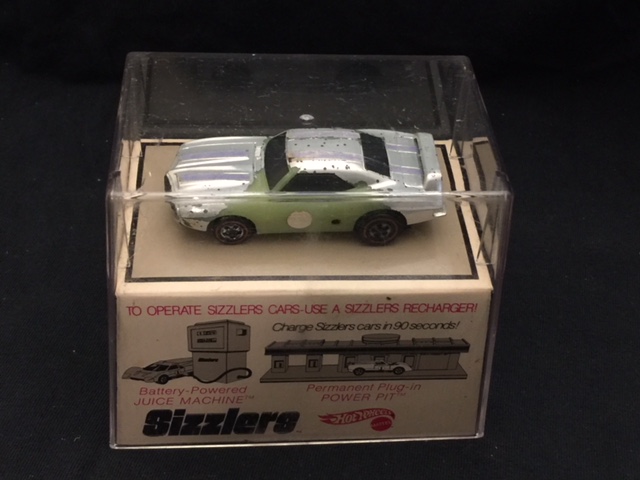 TO OPERATE SIZZLERS CARS-USE A SIZZLERS RECHARGER!
Charge Sizzlers cars in 90 seconds!
Sizzlers
Battery-Powered
JUICE MACHINE™
Permanent Plug-in
POWER PIT™
Sizzlers™
HOT WHEELS